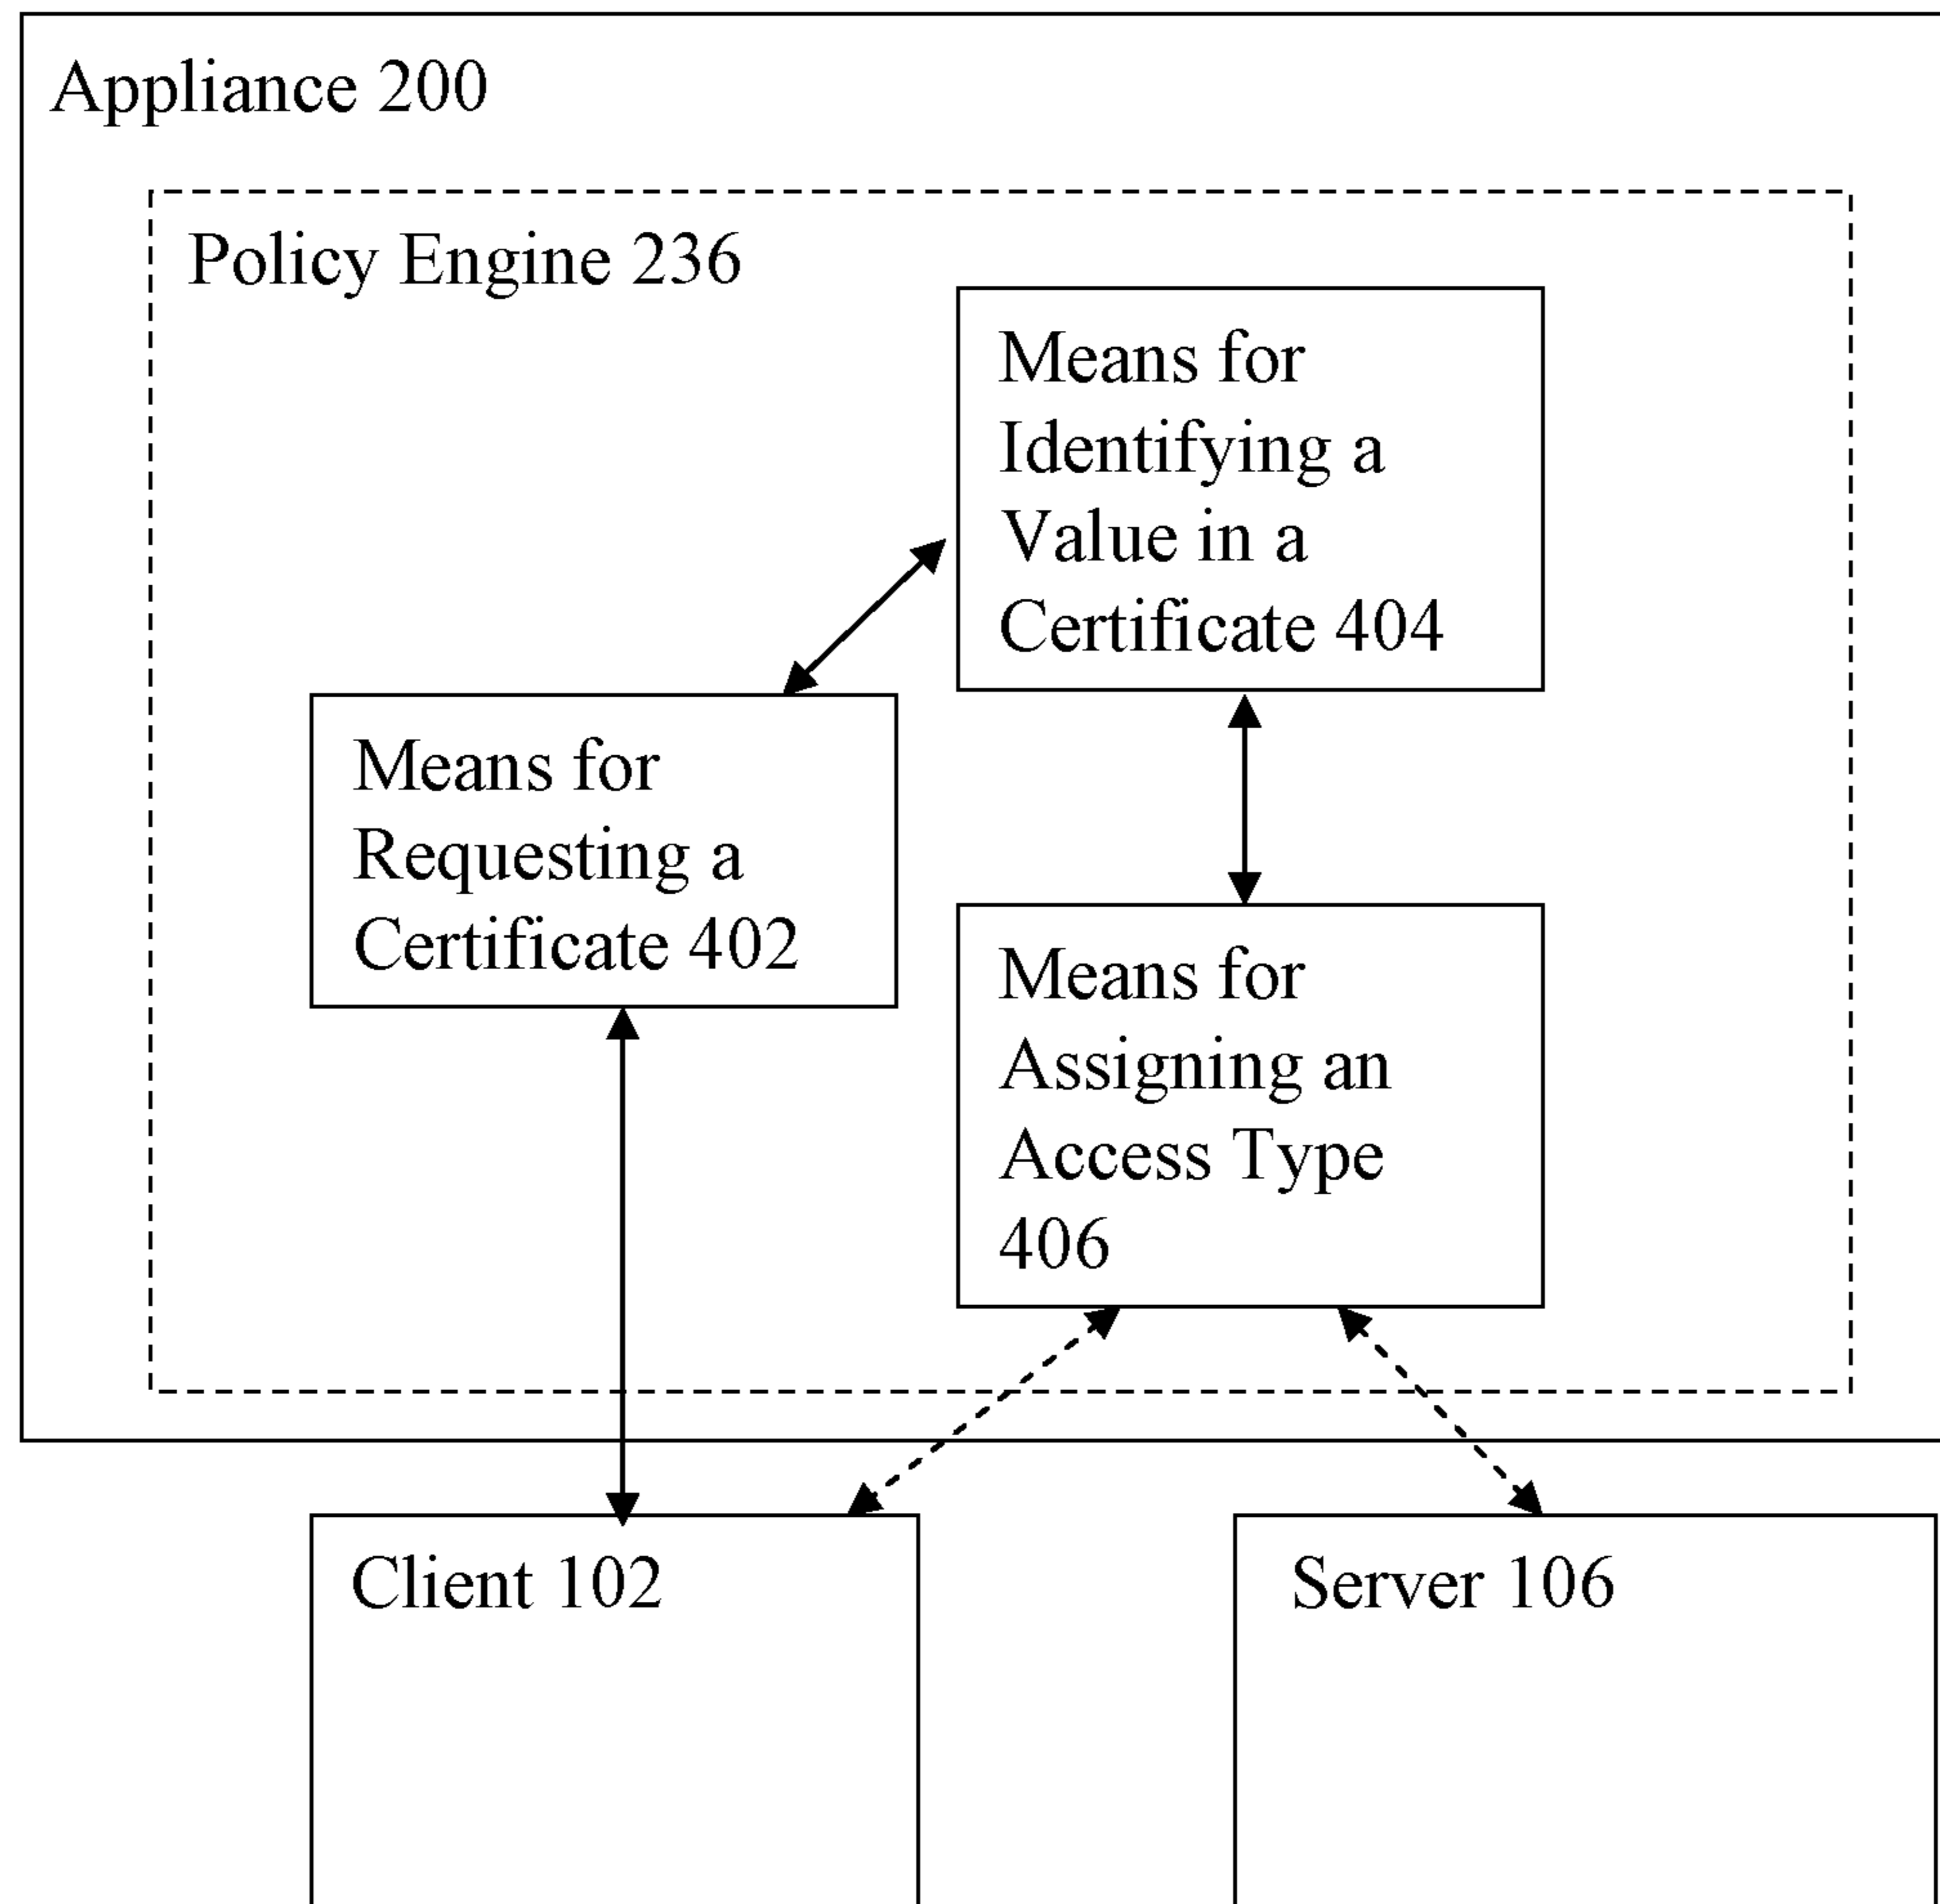 Appliance 200
Policy Engine 236
Means for
Identifying a
Value in a
Certificate 404
Means for
Requesting a
Certificate 402
Means for
Assigning an
Access Type
406
Client 102
Server 106